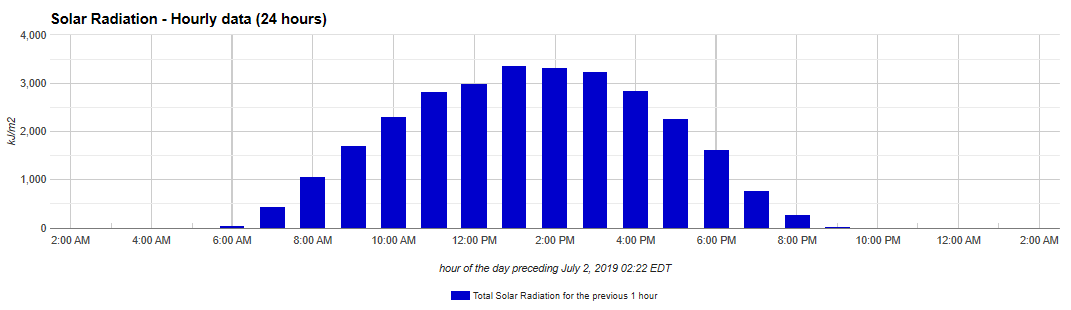 Solar Radiation - Hourly data (24 hours)
4,000
3,000
2,000
1,000
0
kJ/m2
2:00 AM 4:00 AM 6:00 AM 8:00 AM 10:00 AM 12:00 PM 2:00 PM 4:00 PM 6:00 PM 8:00 PM 10:00 PM 12:00 AM 2:00 AM
hour of the day preceding July 2, 2019 02:22 EDT
Total Solar Radiation for the previous 1 hour